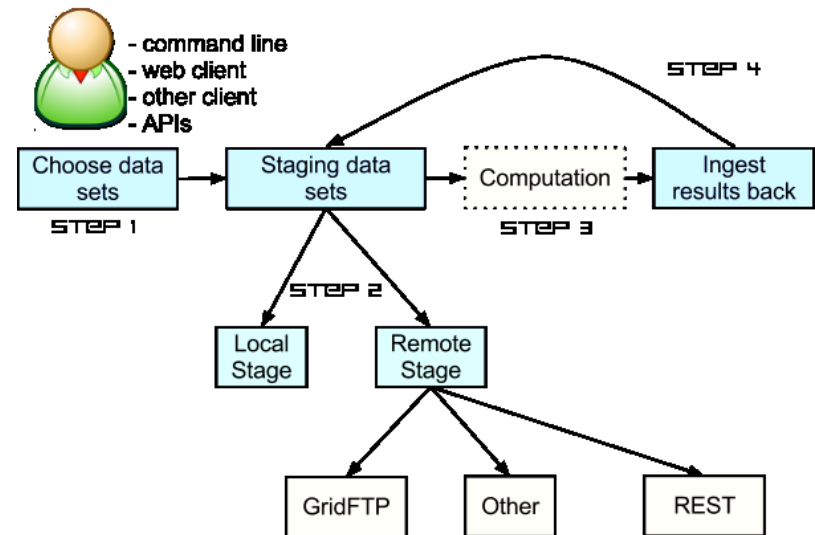 - command line
- web client
- other client
- APIs
STEP 4
Choose data
sets
Staging data
sets
Computation
Ingest
results back
STEP 1
STEP 3
STEP 2
Local
Stage
Remote
Stage
GridFTP
Other
REST